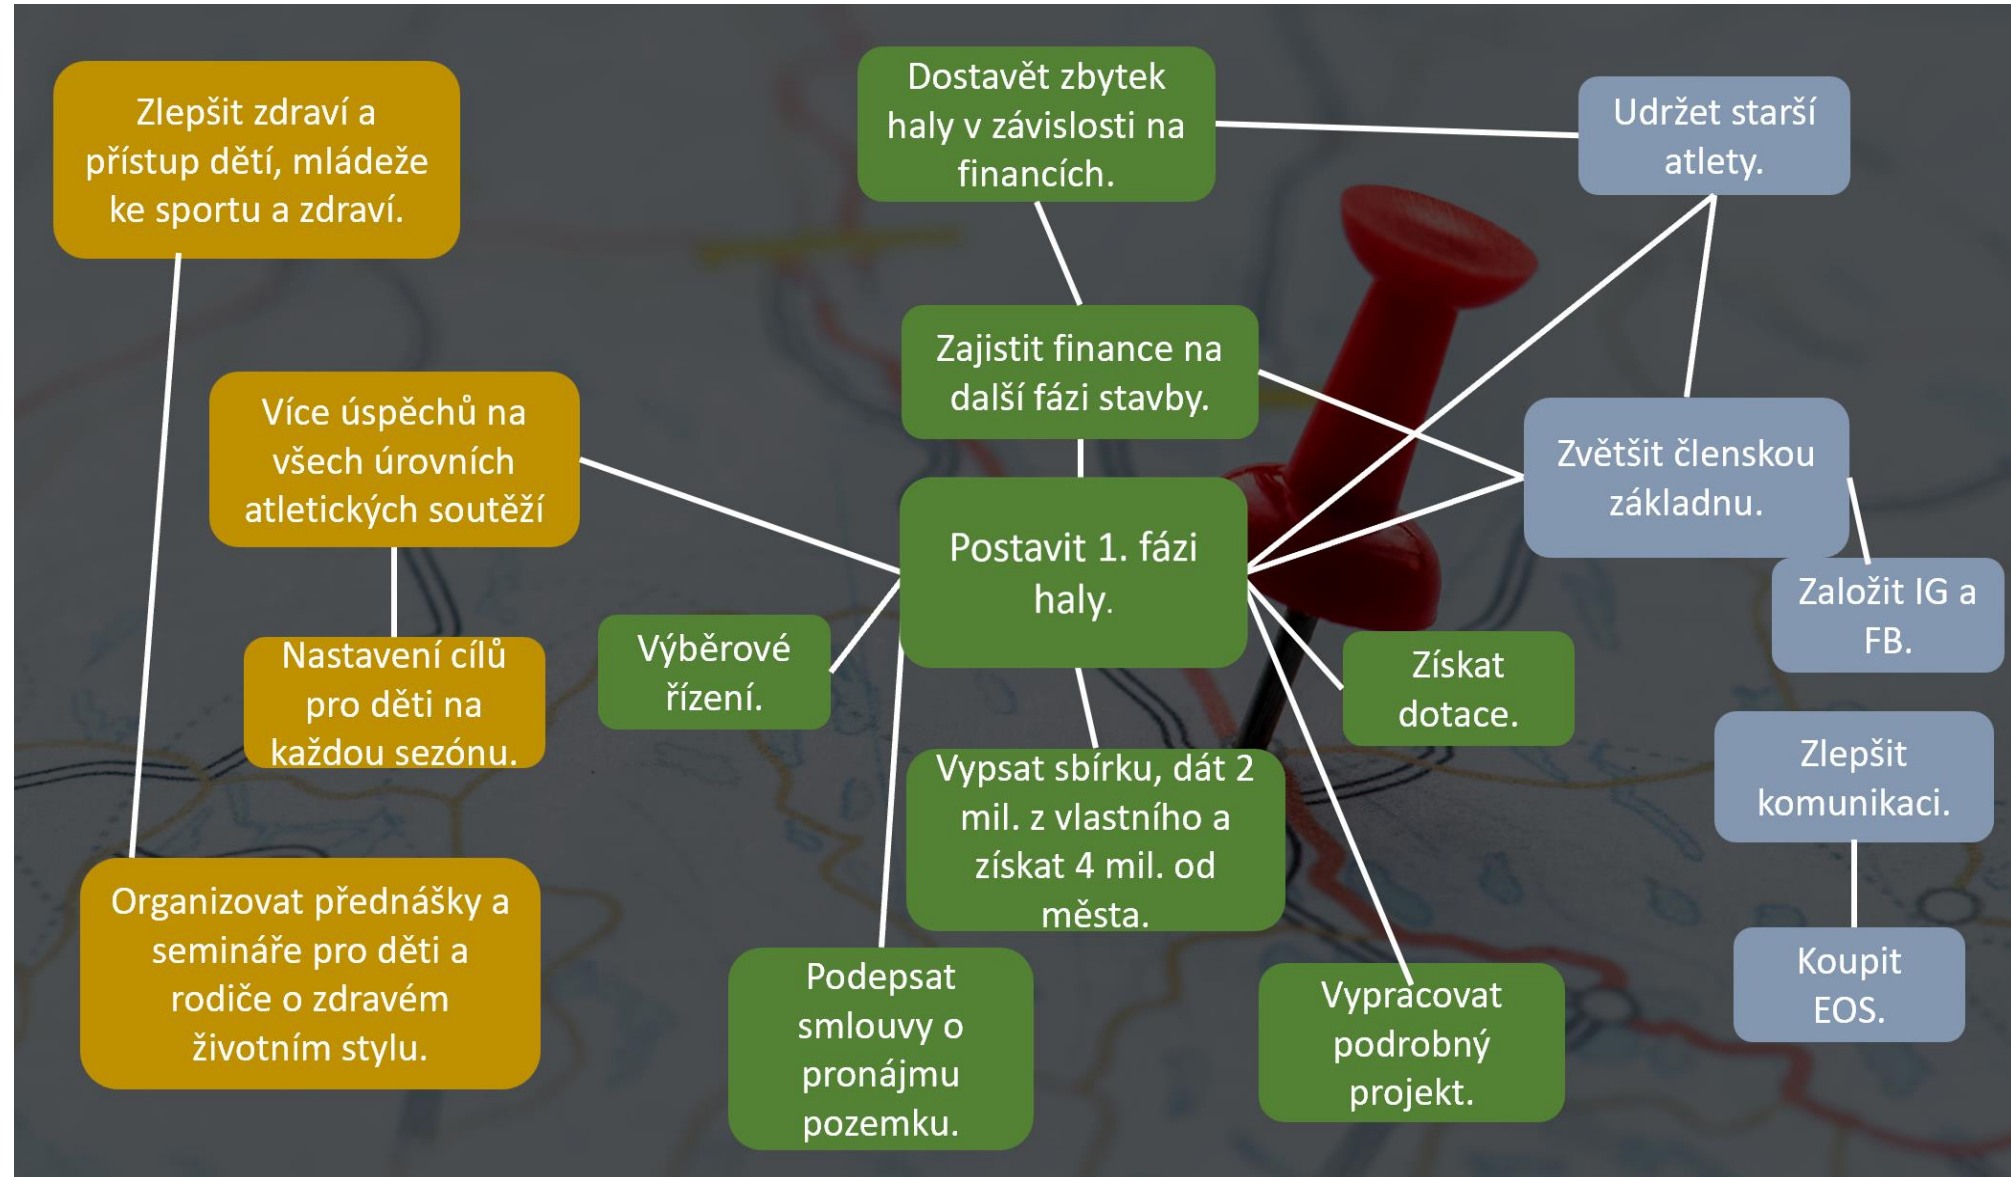 Zlepšit zdraví a
přístup dětí, mládeže
ke sportu a zdraví.
Dostavět zbytek
haly v závislosti na
financích.
Udržet starší
atlety.
Zajistit finance na
další fázi stavby.
Více úspěchů na
všech úrovních
atletických soutěží
Zvětšit členskou
základnu.
Postavit 1. fázi
haly.
Založit IG a
FB.
Nastavení cílů
pro děti na
každou sezónu.
Výběrové
řízení.
Získat
dotace.
Vypsat sbírku, dát 2
mil. z vlastního a
získat 4 mil. od
města.
Zlepšit
komunikaci.
Organizovat přednášky a
semináře pro děti a
rodiče o zdravém
životním stylu.
Podepsat
smlouvy o
pronájmu
pozemku.
Vypracovat
podrobný
projekt.
Koupit
EOS.